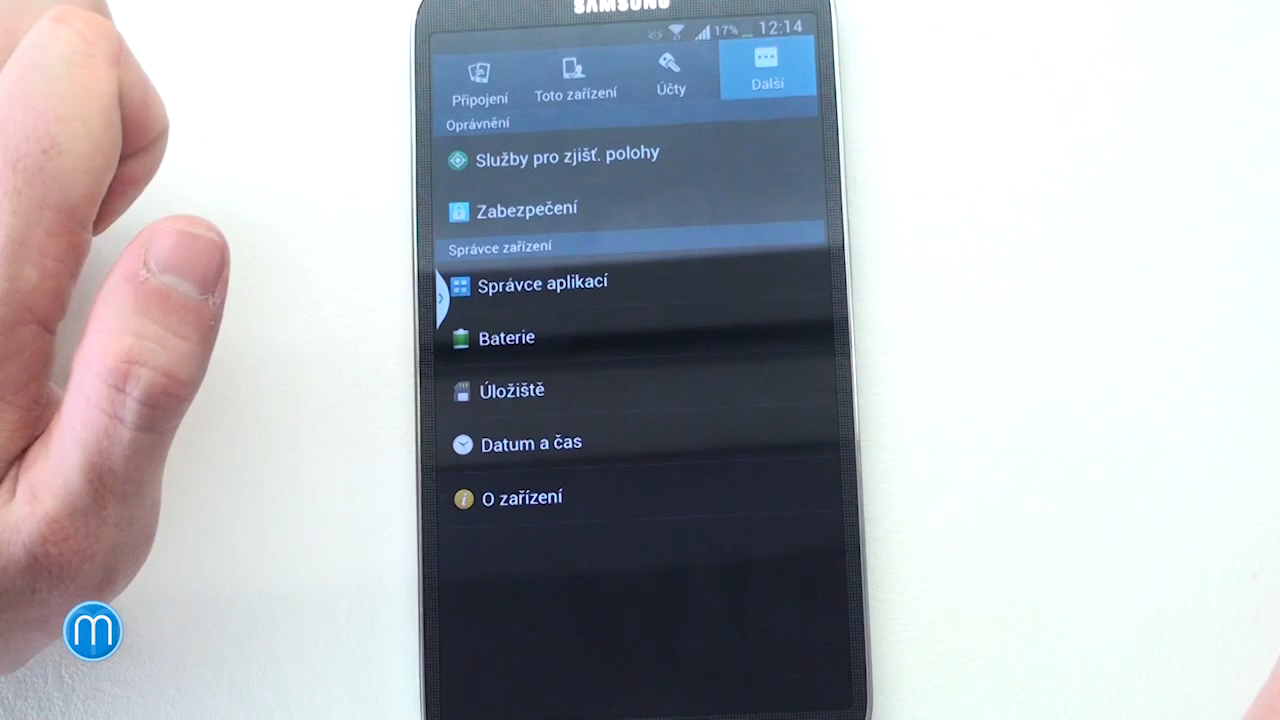 SAMSUNG
17% 12:14
Připojení Toto zařízení Účty Další
Oprávnění
Služby pro zjišť. polohy
Zabezpečení
Správce zařízení
Správce aplikací
Baterie
Úložiště
Datum a čas
O zařízení
m